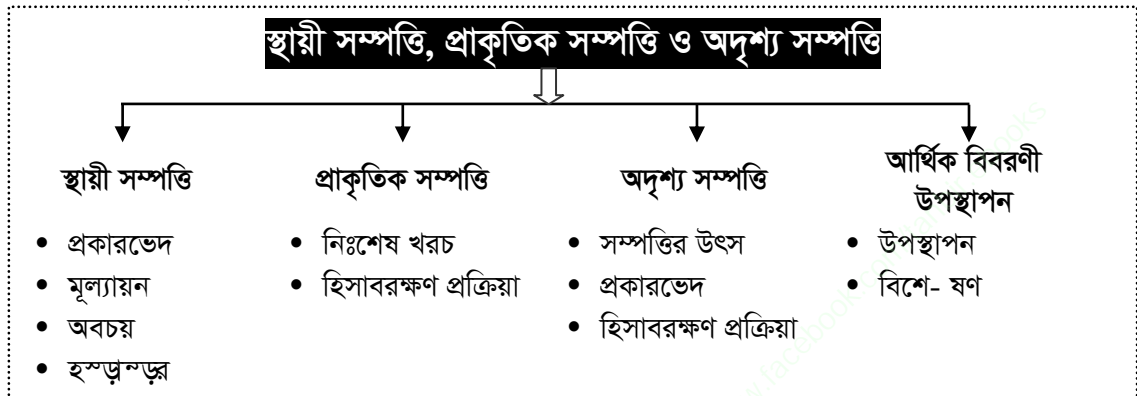 স্থায়ী সম্পত্তি, প্রাকৃতিক সম্পত্তি ও অদৃশ্য সম্পত্তি
স্থায়ী সম্পত্তি
• প্রকারভেদ
• মূল্যায়ন
• অবচয়
• হস্ড়ান্ড়র
প্রাকৃতিক সম্পত্তি
• নিঃশেষ খরচ
• হিসাবরক্ষণ প্রক্রিয়া
অদৃশ্য সম্পত্তি
• সম্পত্তির উৎস
• প্রকারভেদ
• হিসাবরক্ষণ প্রক্রিয়া
আর্থিক বিবরণী
উপস্থাপন
• উপস্থাপন
• বিশে- ষণ